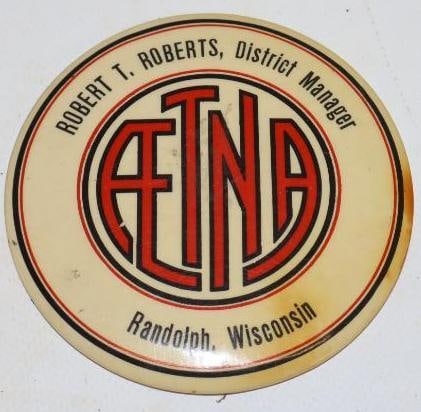 ROBERT T. ROBERTS, District Manager
ÆTNA
Randolph, Wisconsin